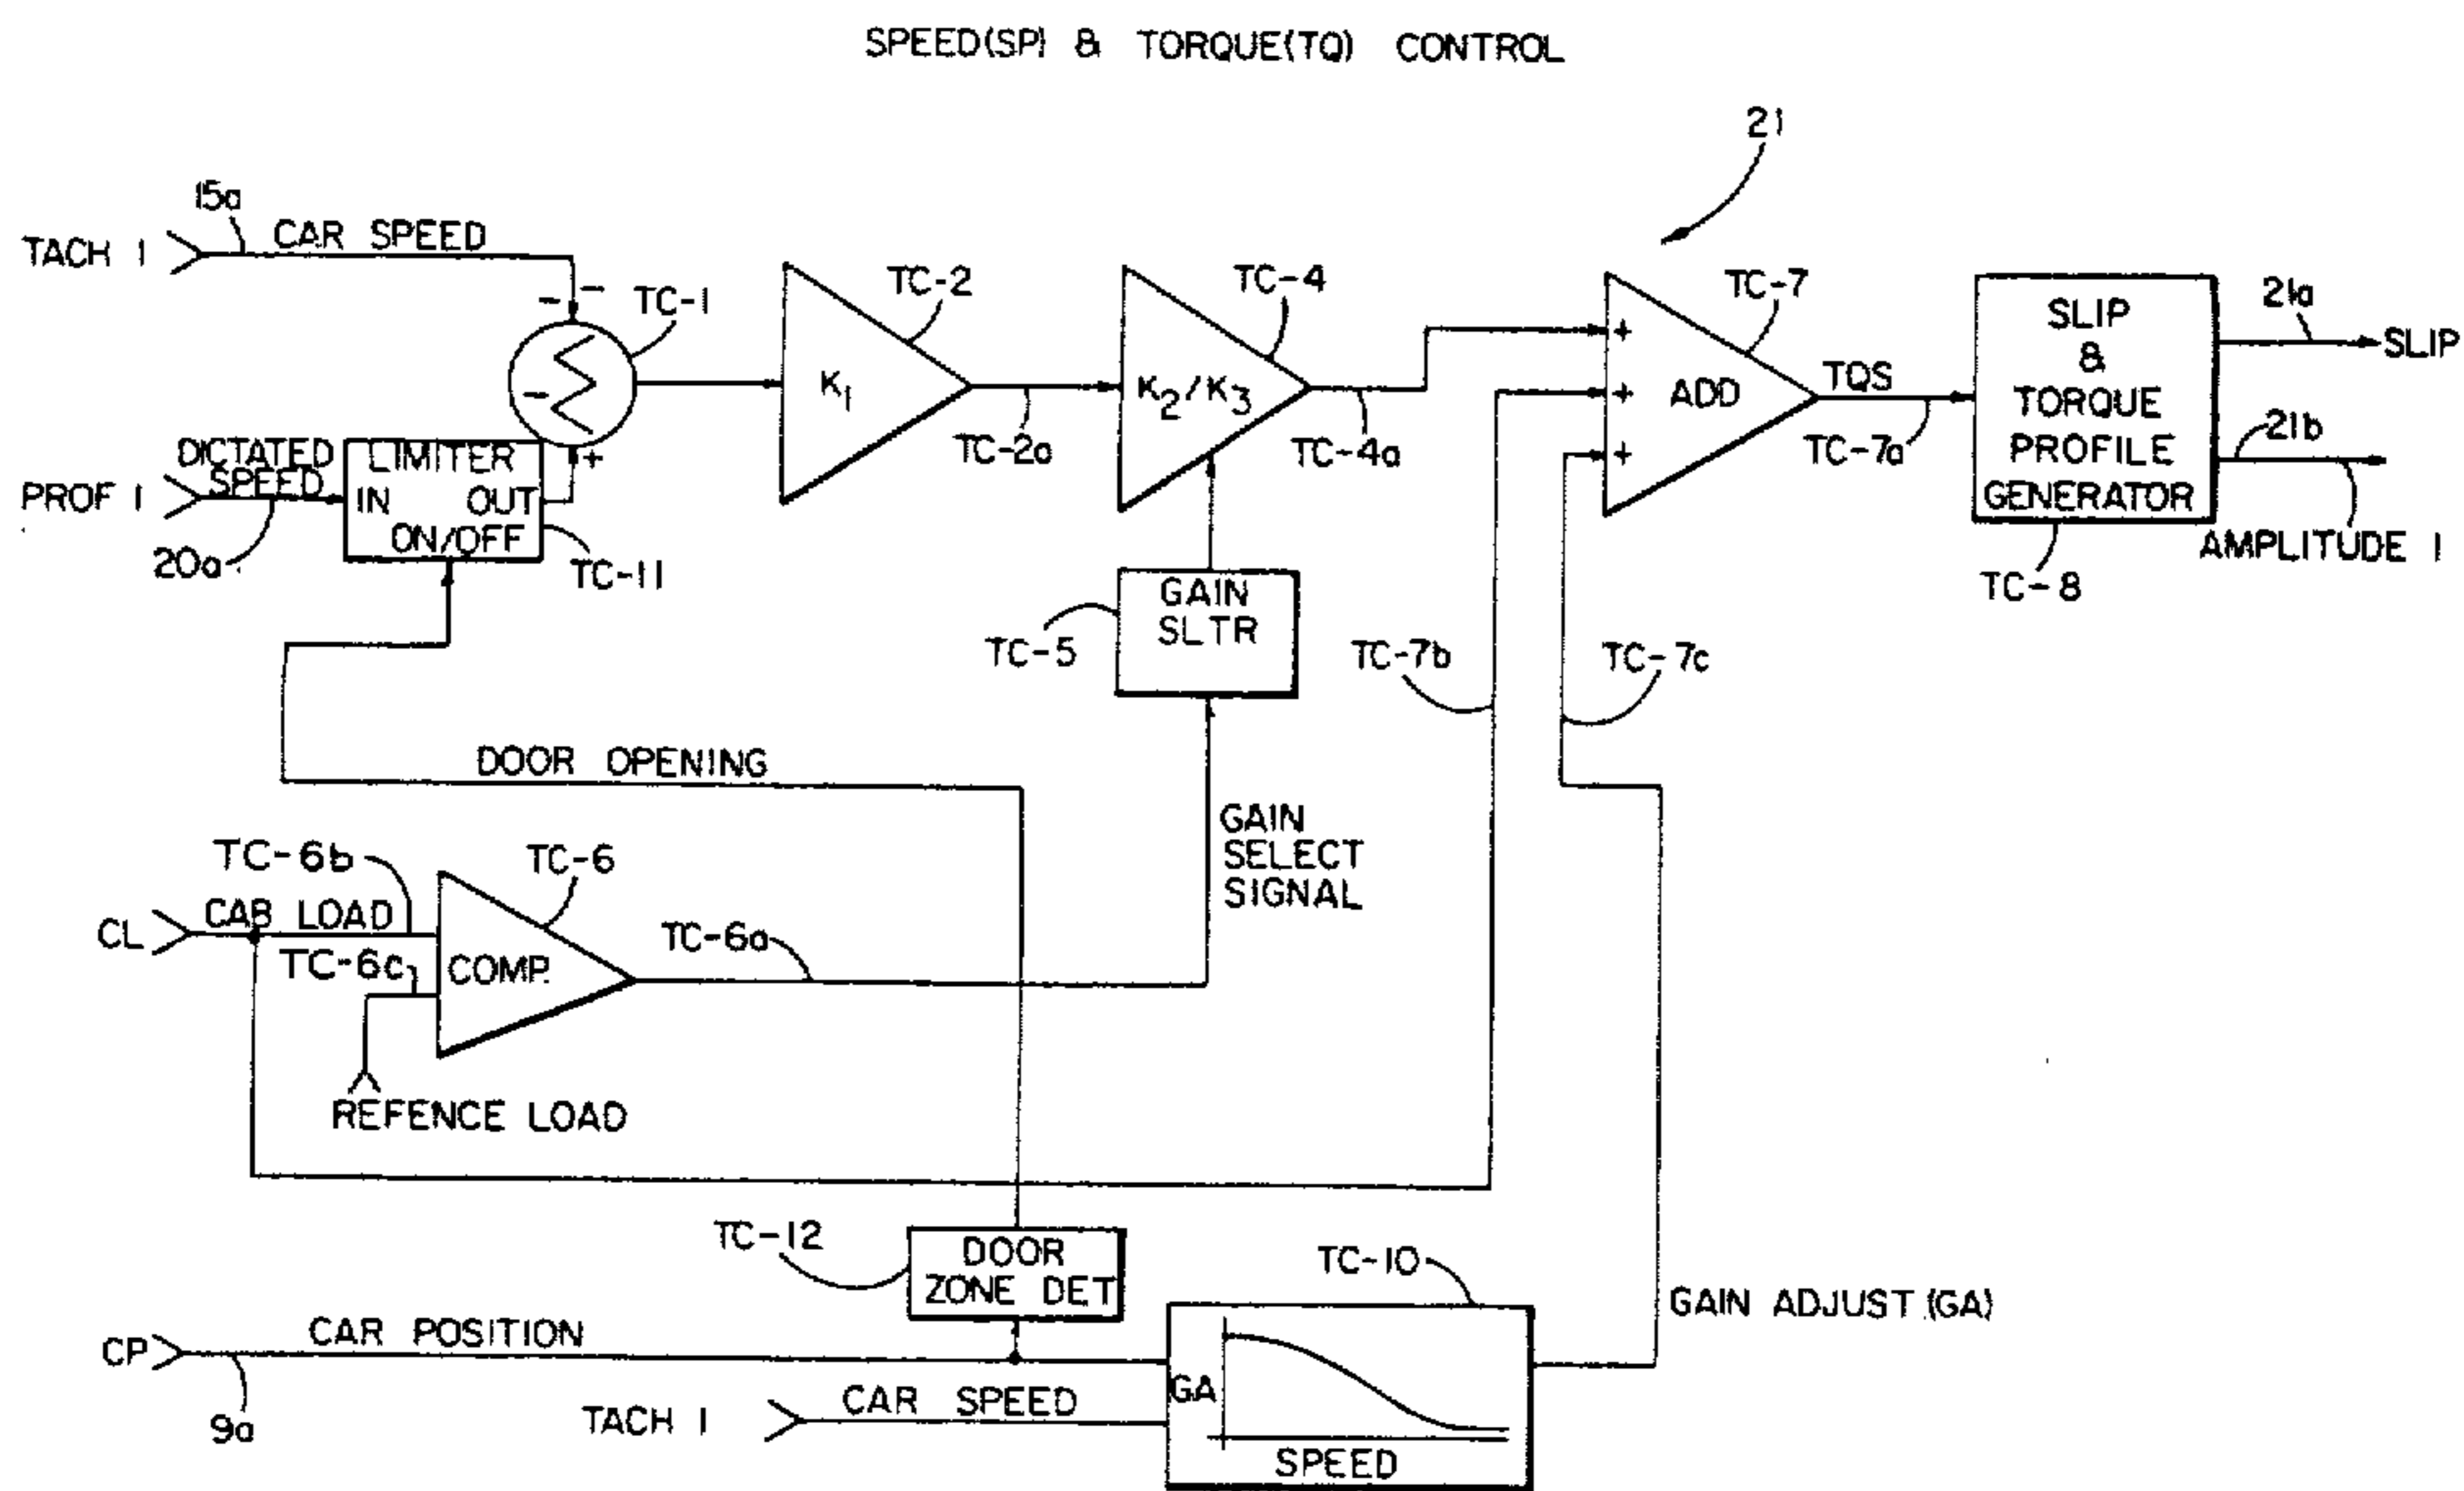 SPEED(SP) & TORQUE(TQ) CONTROL
21
15a
TACH 1
CAR SPEED
TC-1
TC-2
TC-4
TC-7
SLIP
&
TORQUE
PROFILE
GENERATOR
21a
SLIP
K1
K2/K3
ADD
TQS
TC-2a
TC-4a
TC-7a
21b
AMPLITUDE 1
TC-8
DICTATED
SPEED
PROF 1
20a
LIMITER
IN OUT
ON/OFF
TC-11
GAIN
SLTR
TC-5
TC-7b
TC-7c
DOOR OPENING
GAIN
SELECT
SIGNAL
TC-6b
TC-6
CL
CAB LOAD
TC-6c
COMP.
TC-6a
REFENCE LOAD
TC-12
DOOR
ZONE DET
TC-10
GAIN ADJUST (GA)
CP
CAR POSITION
9a
TACH 1
CAR SPEED
GA
SPEED